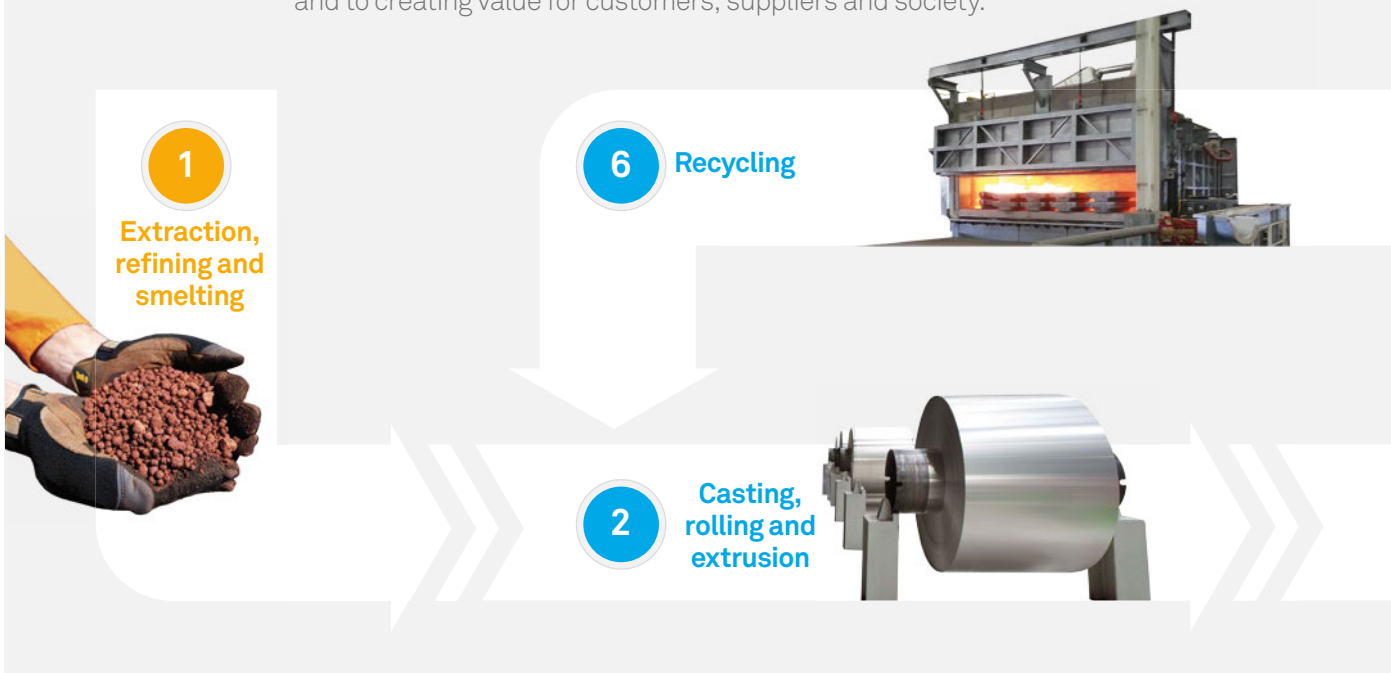 and to creating value for customers, suppliers and society.
1
Extraction,
refining and
smelting
6
Recycling
2
Casting,
rolling and
extrusion